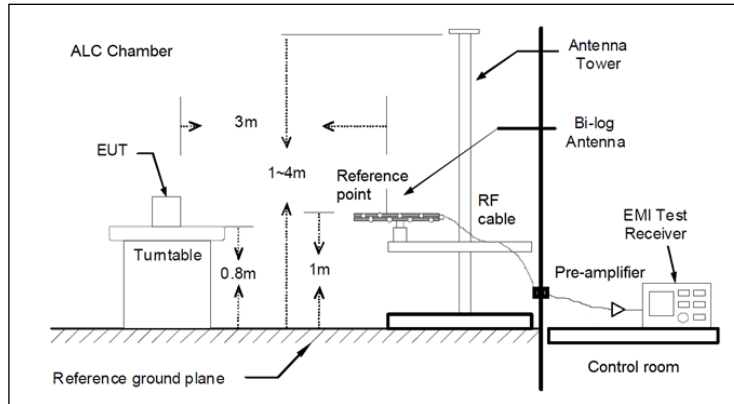 ALC Chamber
Antenna
Tower
3m
Bi-log
Antenna
EUT
1~4m
Reference
point
RF
cable
EMI Test
Receiver
Turntable
0.8m
1m
Pre-amplifier
Reference ground plane
Control room